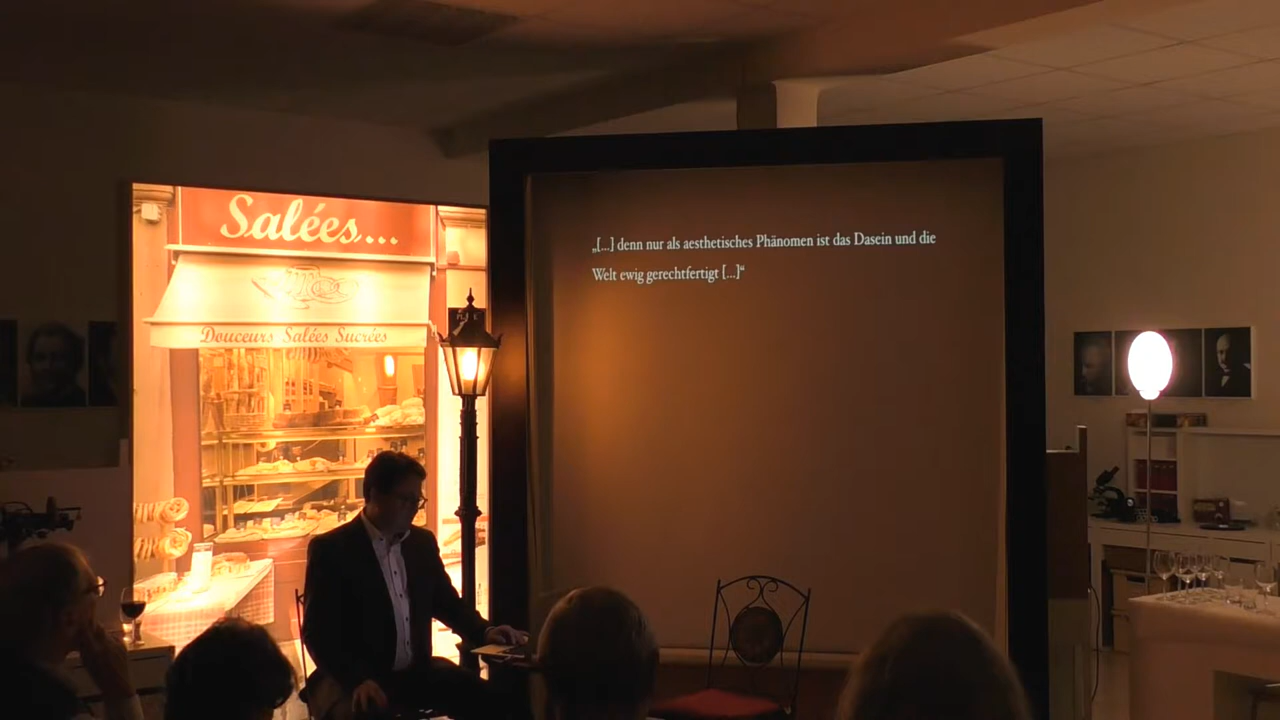 Salées...
Douceurs Salées Sucrées
„[...] denn nur als aesthetisches Phänomen ist das Dasein und die
Welt ewig gerechtfertigt [...]“